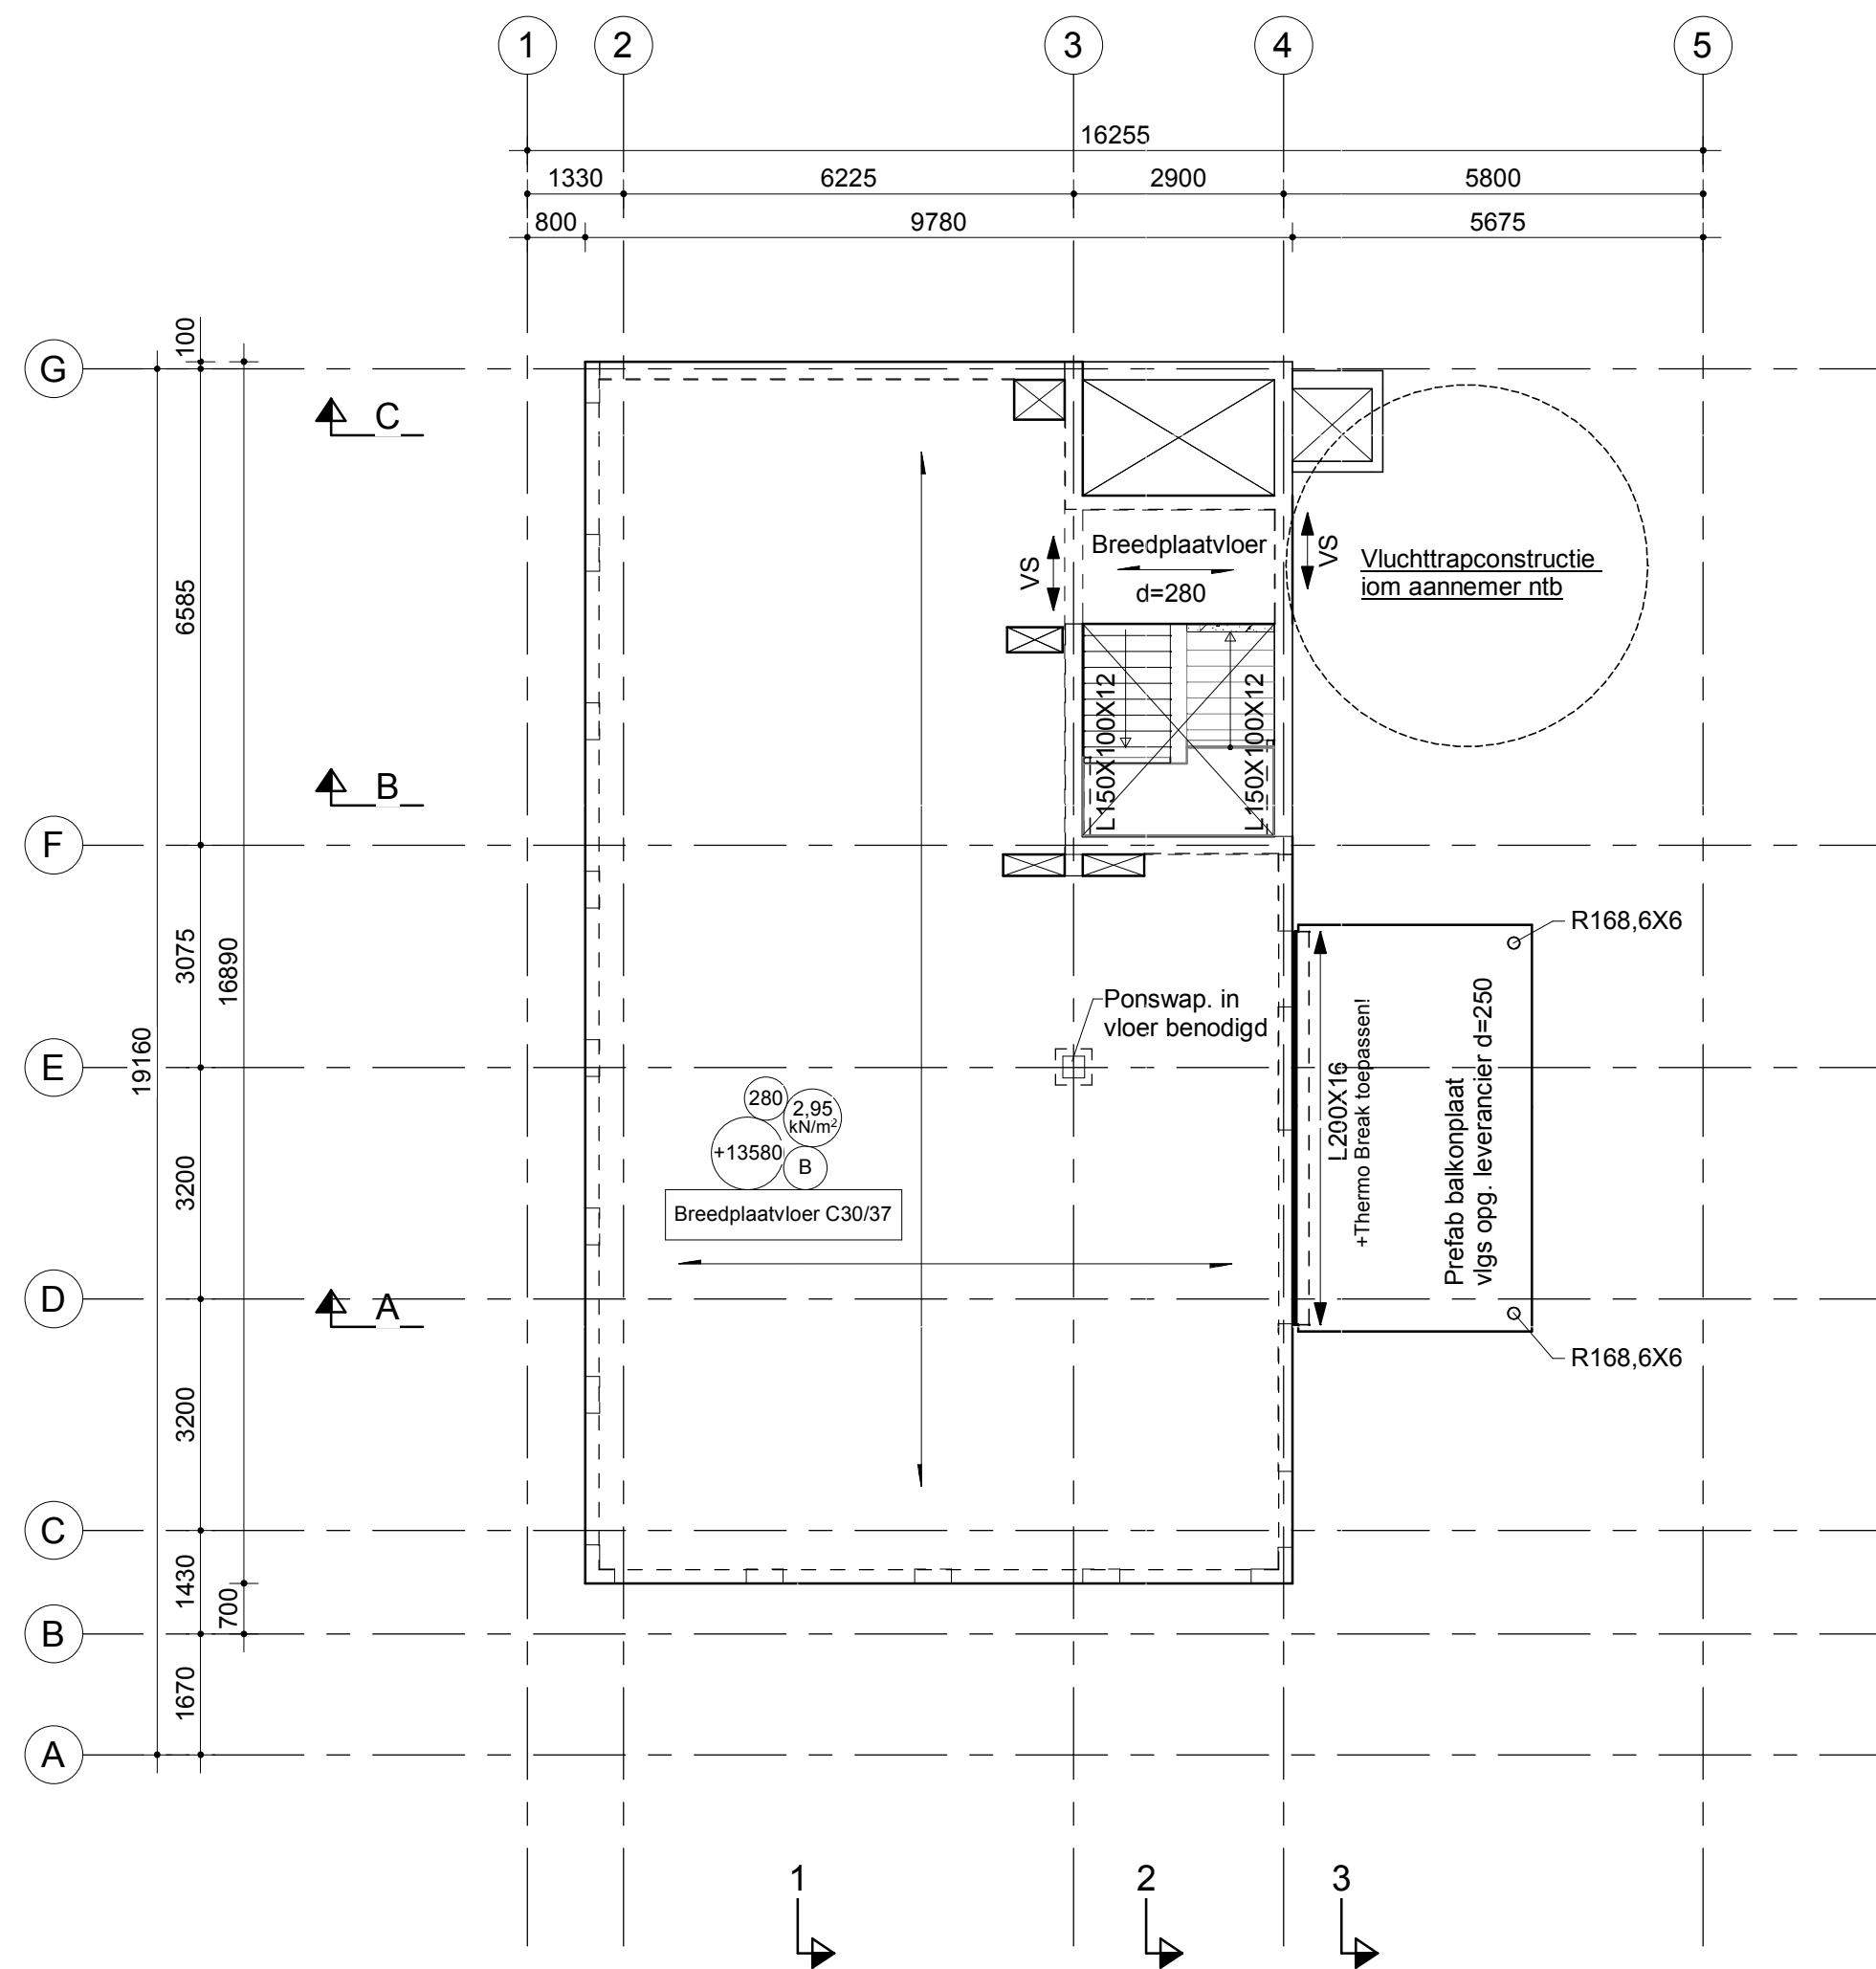 1
2
3
4
5
16255
1330
6225
2900
5800
800
9780
5675
G
F
E
D
C
B
A
100
6585
3075
3200
3200
1430
1670
16890
700
19160
C
B
A
VS
Breedplaatvloer
d=280
VS
Vluchttrapconstructie
iom aannemer ntb
L150X100X12
L150X100X12
R168,6X6
Ponswap. in
vloer benodigd
280
2,95
kN/m²
+13580
B
Breedplaatvloer C30/37
L200X16
+Thermo Break toepassen!
Prefab balkonplaat
vlgs opg. leverancier d=250
R168,6X6
1
2
3